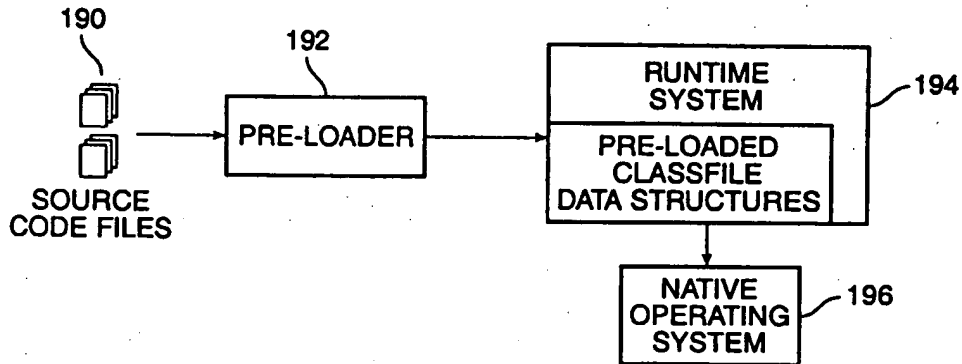 190
SOURCE
CODE FILES
192
PRE-LOADER
RUNTIME
SYSTEM
194
PRE-LOADED
CLASSFILE
DATA STRUCTURES
NATIVE
OPERATING
SYSTEM
196